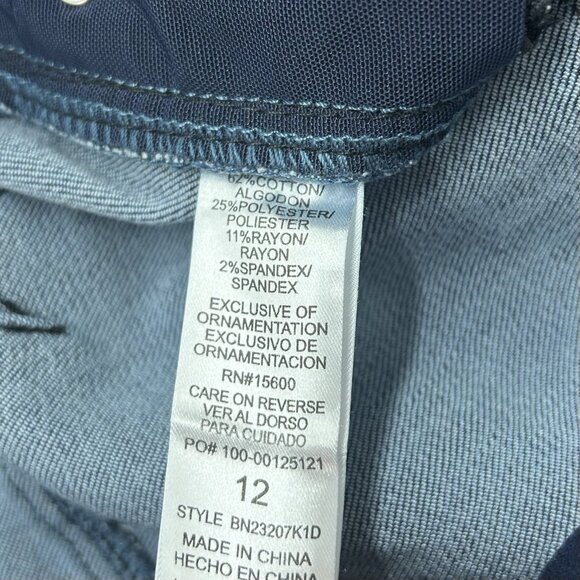 62%COTTON/
ALGODON
25%POLYESTER/
POLIESTER
11%RAYON/
RAYON
2%SPANDEX/
SPANDEX
EXCLUSIVE OF
ORNAMENTATION
EXCLUSIVO DE
ORNAMENTACION
RN#15600
CARE ON REVERSE
VER AL DORSO
PARA CUIDADO
PO# 100-00125121
12
STYLE BN23207K1D
MADE IN CHINA
HECHO EN CHINA